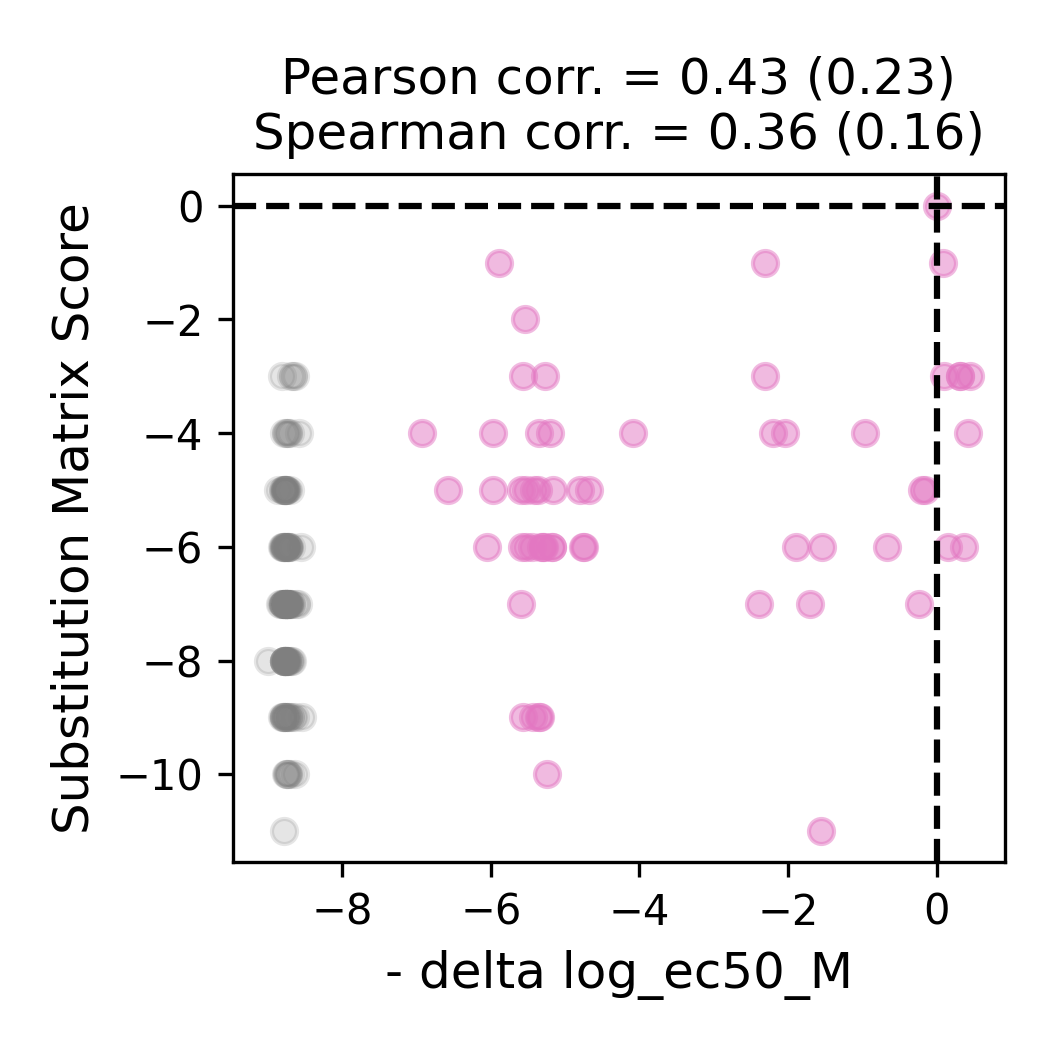 Pearson corr. = 0.43 (0.23)
Spearman corr. = 0.36 (0.16)
Substitution Matrix Score
0
−2
−4
−6
−8
−10
−8 −6 −4 −2 0
- delta log_ec50_M